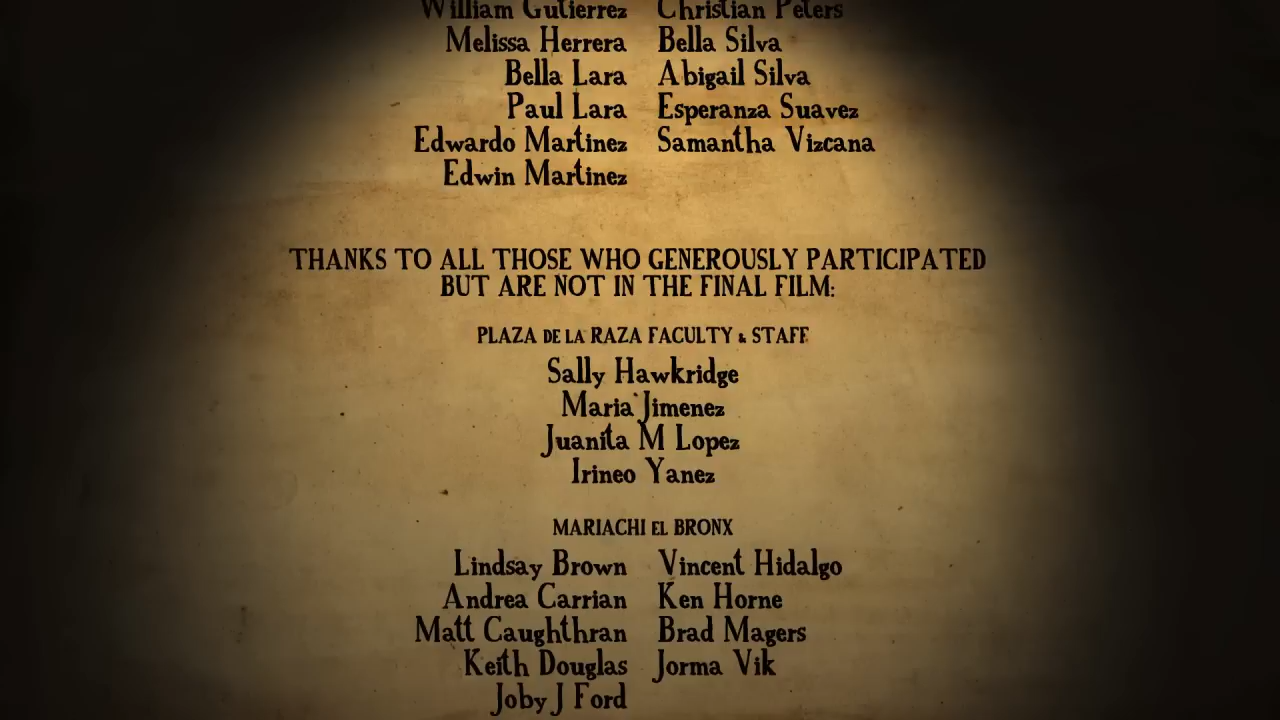 William Gutierrez Christian Peters
Melissa Herrera Bella Silva
Bella Lara Abigail Silva
Paul Lara Esperanza Suavez
Edwardo Martinez Samantha Vizcana
Edwin Martinez
THANKS TO ALL THOSE WHO GENEROUSLY PARTICIPATED
BUT ARE NOT IN THE FINAL FILM:
PLAZA DE LA RAZA FACULTY & STAFF
Sally Hawkridge
Maria Jimenez
Juanita M Lopez
Irineo Yanez
MARIACHI EL BRONX
Lindsay Brown Vincent Hidalgo
Andrea Carrian Ken Horne
Matt Caughthran Brad Magers
Keith Douglas Jorma Vik
Joby J Ford